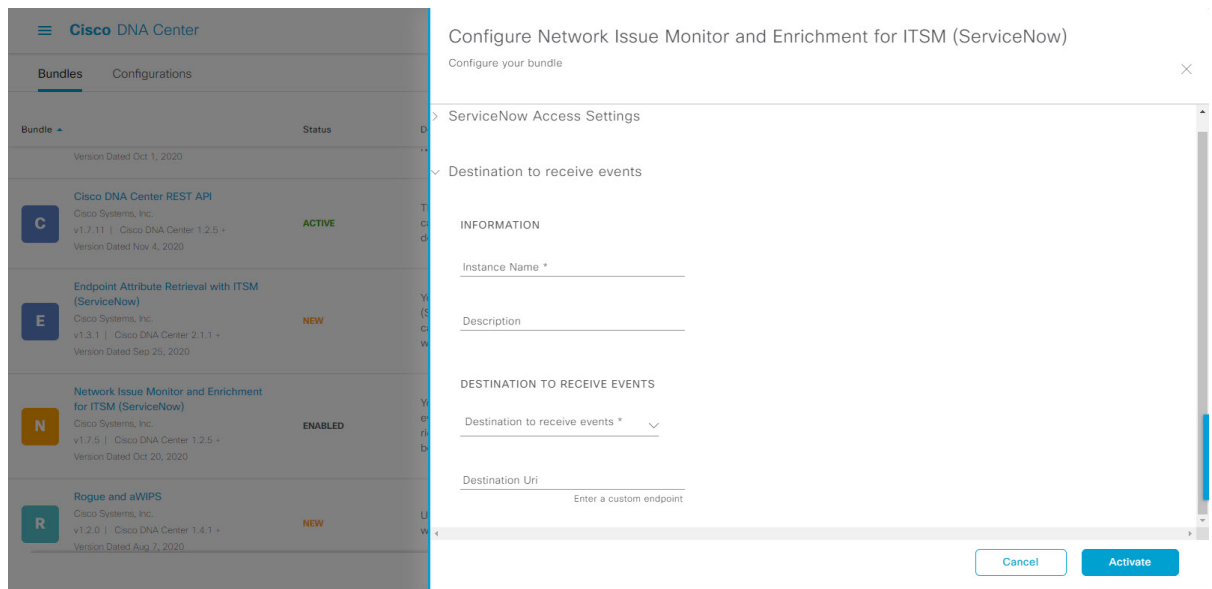 Cisco DNA Center
Bundles Configurations
Bundle Status D
Version Dated Oct 1, 2020
C
Cisco DNA Center REST API
Cisco Systems, Inc.
v1.7.11 | Cisco DNA Center 1.2.5 +
Version Dated Nov 4, 2020
ACTIVE
E
Endpoint Attribute Retrieval with ITSM
(ServiceNow)
Cisco Systems, Inc.
v1.3.1 | Cisco DNA Center 2.1.1 +
Version Dated Sep 25, 2020
NEW
N
Network Issue Monitor and Enrichment
for ITSM (ServiceNow)
Cisco Systems, Inc.
v1.7.5 | Cisco DNA Center 1.2.5 +
Version Dated Oct 20, 2020
ENABLED
R
Rogue and aWIPS
Cisco Systems, Inc.
v1.2.0 | Cisco DNA Center 1.4.1 +
Version Dated Aug 7, 2020
NEW
Configure Network Issue Monitor and Enrichment for ITSM (ServiceNow)
Configure your bundle
ServiceNow Access Settings
Destination to receive events
INFORMATION
Instance Name *
Description
DESTINATION TO RECEIVE EVENTS
Destination to receive events *
Destination Uri
Enter a custom endpoint
Cancel Activate